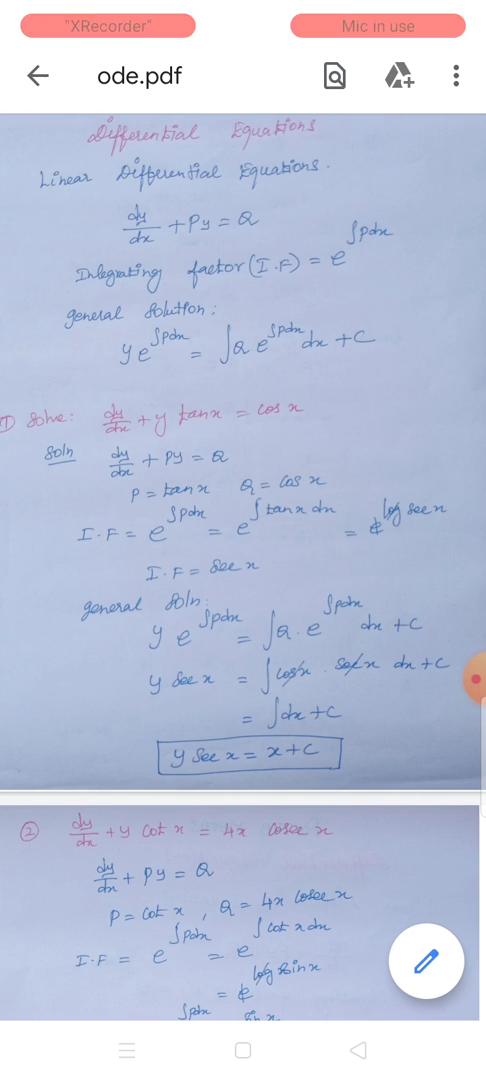 "XRecorder"
Mic in use
ode.pdf
Differential Equations
Linear Differential Equations.
dy/dx + Py = Q
Integrating factor (I.F) = e^∫Pdx
general solution:
y e^∫Pdx = ∫Q e^∫Pdx dx + C
① Solve: dy/dx + y tan x = cos x
Soln dy/dx + Py = Q
P = tan x Q = cos x
I.F = e^∫Pdx = e^∫tan x dx = e^log sec x
I.F = Sec x
general soln:
y e^∫Pdx = ∫Q. e^∫Pdx dx + C
y sec x = ∫cos x . sec x dx + C
= ∫dx + C
y sec x = x + C
② dy/dx + y cot x = 4x cosec x
dy/dx + Py = Q
P = cot x , Q = 4x cosec x
I.F = e^∫Pdx = e^∫cot x dx
= e^log sin x
∫Pdx sin x